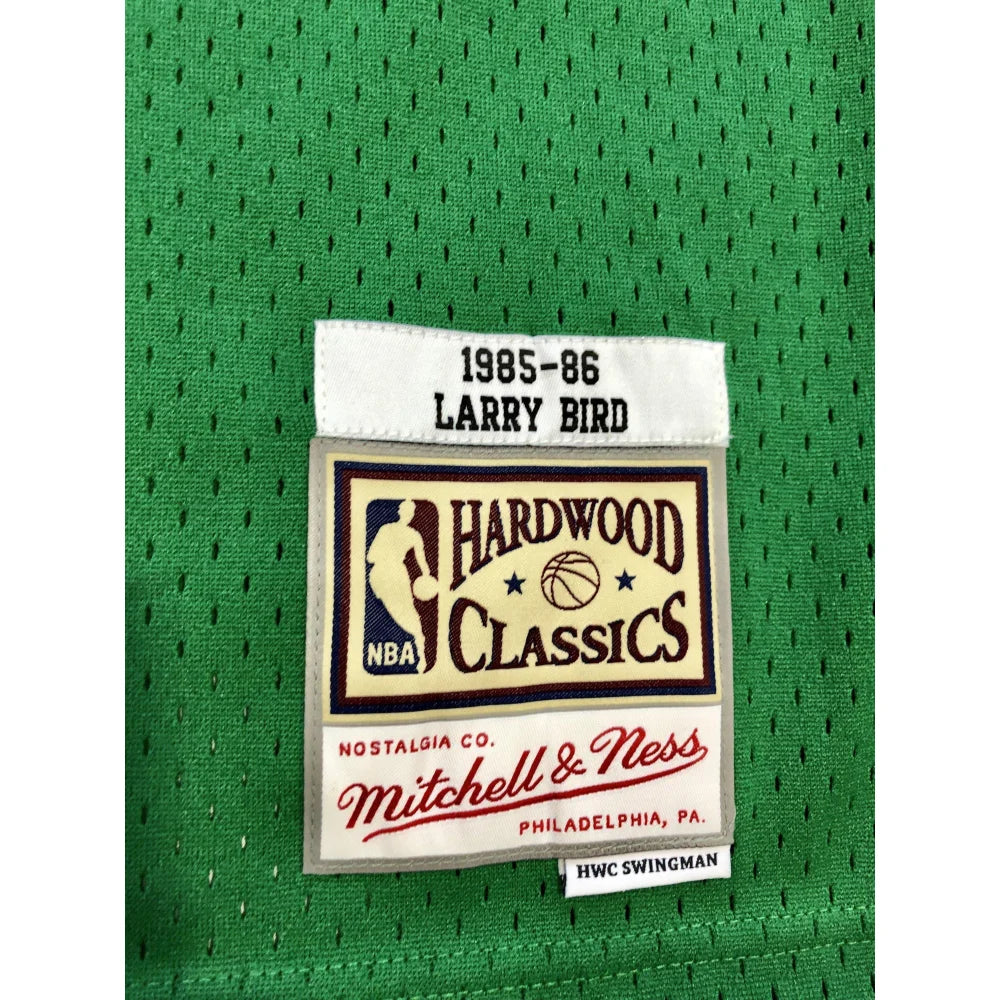 1985-86
LARRY BIRD
HARDWOOD
CLASSICS
NBA
NOSTALGIA CO.
Mitchell & Ness
PHILADELPHIA, PA.
HWC SWINGMAN